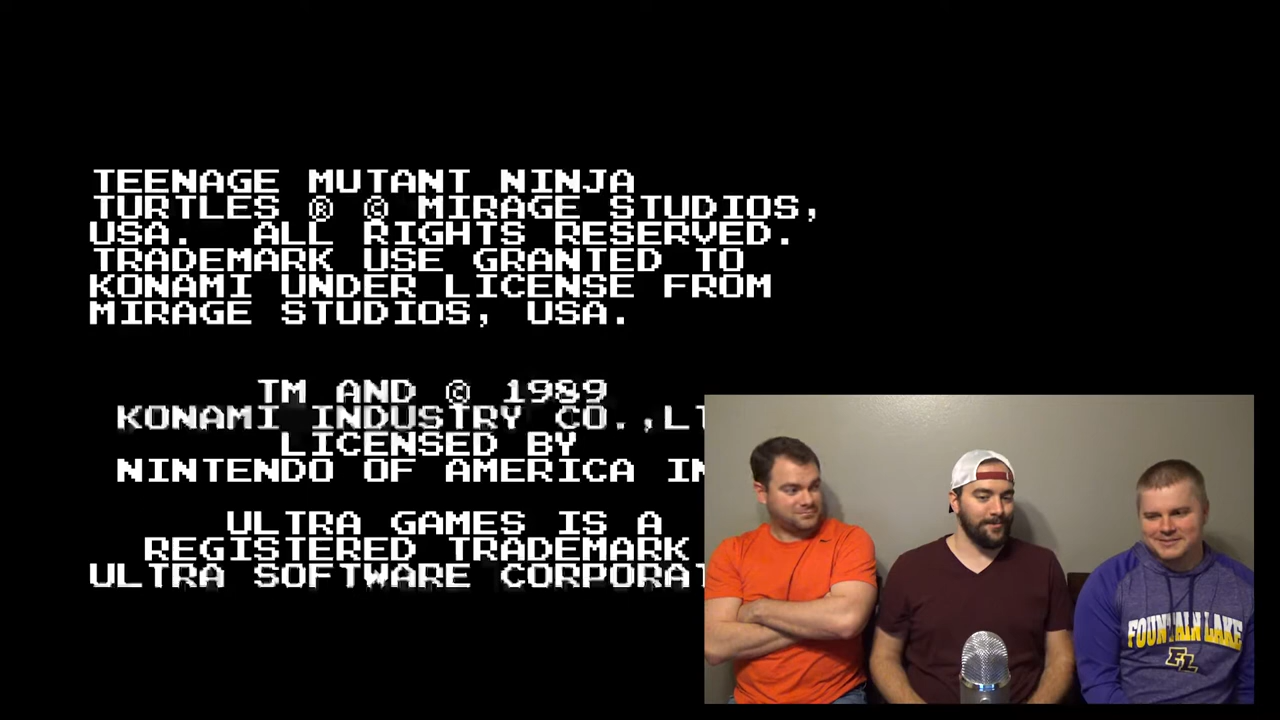 TEENAGE MUTANT NINJA
TURTLES ® © MIRAGE STUDIOS,
USA. ALL RIGHTS RESERVED.
TRADEMARK USE GRANTED TO
KONAMI UNDER LICENSE FROM
MIRAGE STUDIOS, USA.
TM AND © 1989
KONAMI INDUSTRY CO.,LT
LICENSED BY
NINTENDO OF AMERICA IN
ULTRA GAMES IS A
REGISTERED TRADEMARK
ULTRA SOFTWARE CORPORAT
FOUNTAIN LAKE
FL